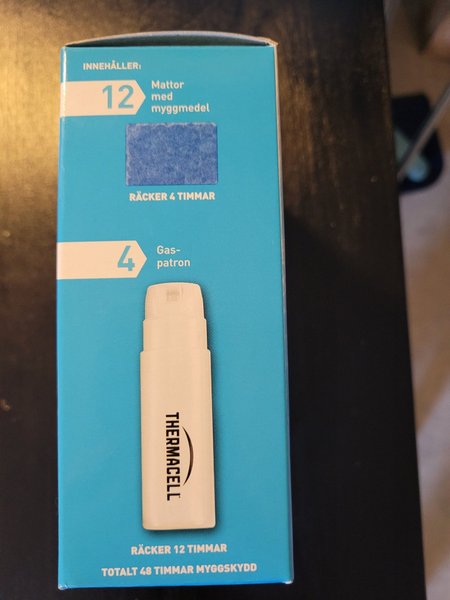 INNEHÅLLER:
12
Mattor
med
myggmedel
RÄCKER 4 TIMMAR
4
Gas-
patron
THERMACELL
RÄCKER 12 TIMMAR
TOTALT 48 TIMMAR MYGGSKYDD